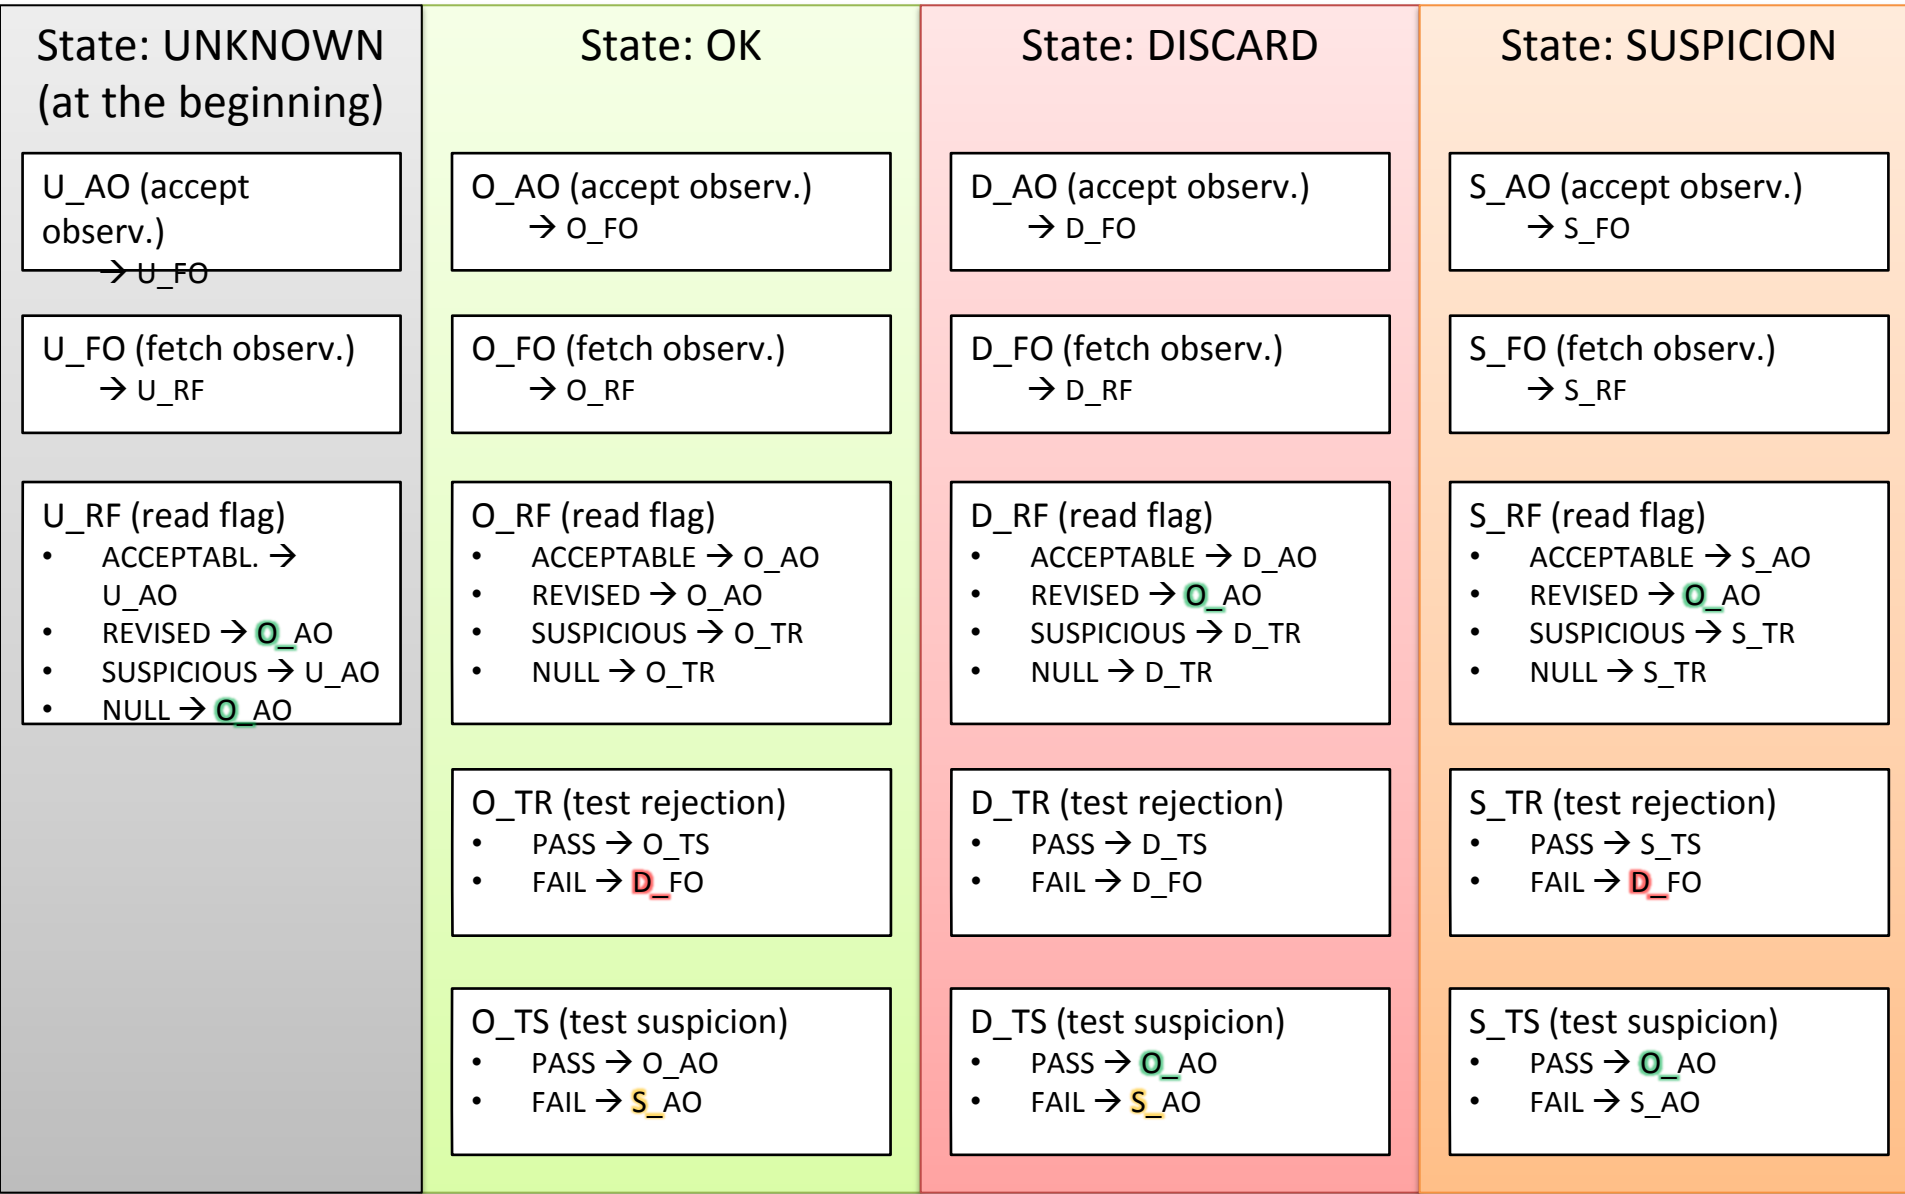 State: UNKNOWN
(at the beginning)
U_AO (accept
observ.)
→ U_FO
U_FO (fetch observ.)
→ U_RF
U_RF (read flag)
• ACCEPTABL. →
U_AO
• REVISED → O_AO
• SUSPICIOUS → U_AO
• NULL → O_AO
State: OK
O_AO (accept observ.)
→ O_FO
O_FO (fetch observ.)
→ O_RF
O_RF (read flag)
• ACCEPTABLE → O_AO
• REVISED → O_AO
• SUSPICIOUS → O_TR
• NULL → O_TR
O_TR (test rejection)
• PASS → O_TS
• FAIL → D_FO
O_TS (test suspicion)
• PASS → O_AO
• FAIL → S_AO
State: DISCARD
D_AO (accept observ.)
→ D_FO
D_FO (fetch observ.)
→ D_RF
D_RF (read flag)
• ACCEPTABLE → D_AO
• REVISED → O_AO
• SUSPICIOUS → D_TR
• NULL → D_TR
D_TR (test rejection)
• PASS → D_TS
• FAIL → D_FO
D_TS (test suspicion)
• PASS → O_AO
• FAIL → S_AO
State: SUSPICION
S_AO (accept observ.)
→ S_FO
S_FO (fetch observ.)
→ S_RF
S_RF (read flag)
• ACCEPTABLE → S_AO
• REVISED → O_AO
• SUSPICIOUS → S_TR
• NULL → S_TR
S_TR (test rejection)
• PASS → S_TS
• FAIL → D_FO
S_TS (test suspicion)
• PASS → O_AO
• FAIL → S_AO